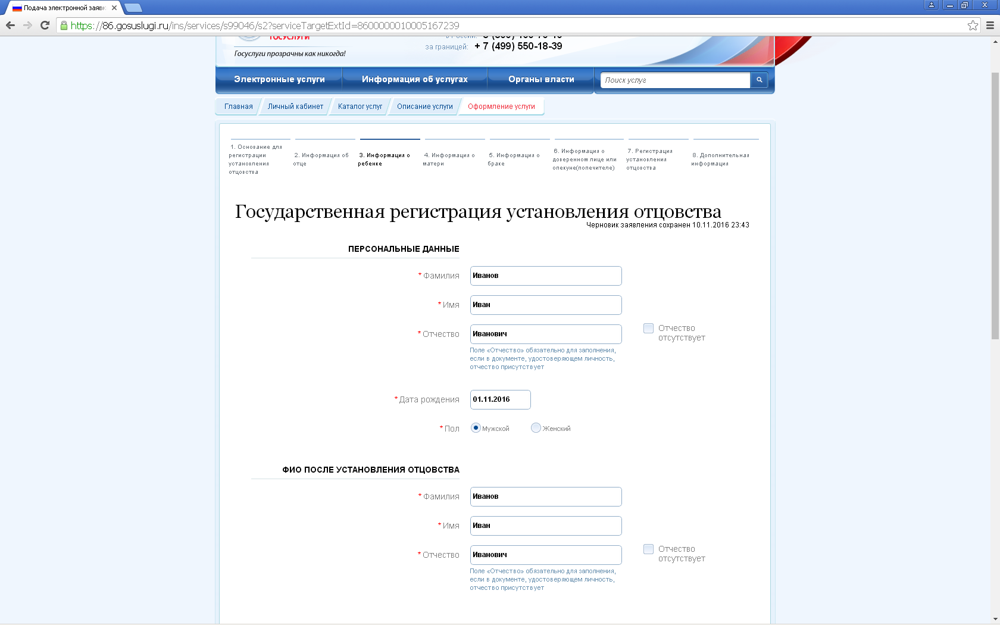 Подача электронной заявк
https://86.gosuslugi.ru/ins/services/s99046/s2?serviceTargetExtId=8600000010005167239
ГОСУСЛУГИ
в России:
за границей: + 7 (499) 550-18-39
Госуслуги прозрачны как никогда!
Электронные услуги
Информация об услугах
Органы власти
Поиск услуг
Главная
Личный кабинет
Каталог услуг
Описание услуги
Оформление услуги
1. Основание для
регистрации
установления
отцовства
2. Информация об
отце
3. Информация о
ребенке
4. Информация о
матери
5. Информация о
браке
6. Информация о
доверенном лице или
опекуне(попечителе)
7. Регистрация
установления
отцовства
8. Дополнительная
информация
Государственная регистрация установления отцовства
Черновик заявления сохранен 10.11.2016 23:43
ПЕРСОНАЛЬНЫЕ ДАННЫЕ
* Фамилия Иванов
* Имя Иван
* Отчество Иванович
Отчество
отсутствует
Поле «Отчество» обязательно для заполнения,
если в документе, удостоверяющем личность,
отчество присутствует
* Дата рождения 01.11.2016
* Пол Мужской Женский
ФИО ПОСЛЕ УСТАНОВЛЕНИЯ ОТЦОВСТВА
* Фамилия Иванов
* Имя Иван
* Отчество Иванович
Отчество
отсутствует
Поле «Отчество» обязательно для заполнения,
если в документе, удостоверяющем личность,
отчество присутствует